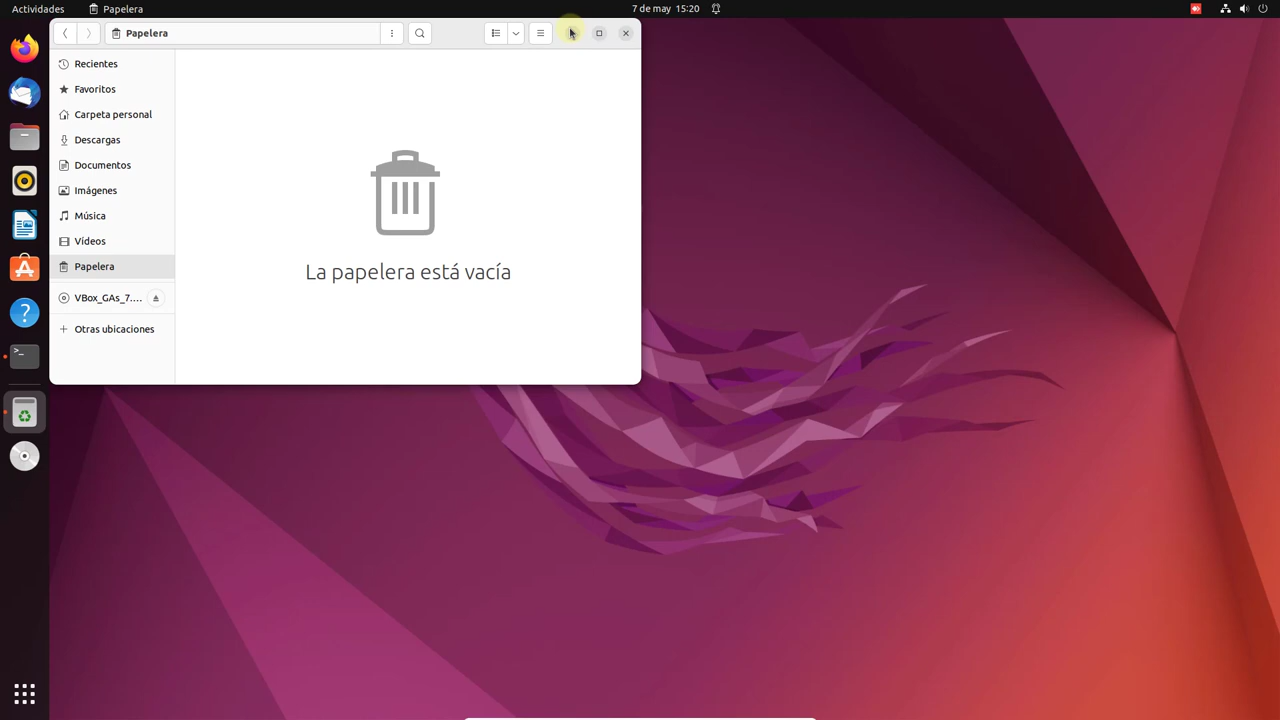 Actividades
Papelera
7 de may 15:20
Papelera
Recientes
Favoritos
Carpeta personal
Descargas
Documentos
Imágenes
Música
Vídeos
Papelera
VBox_GAs_7....
Otras ubicaciones
La papelera está vacía